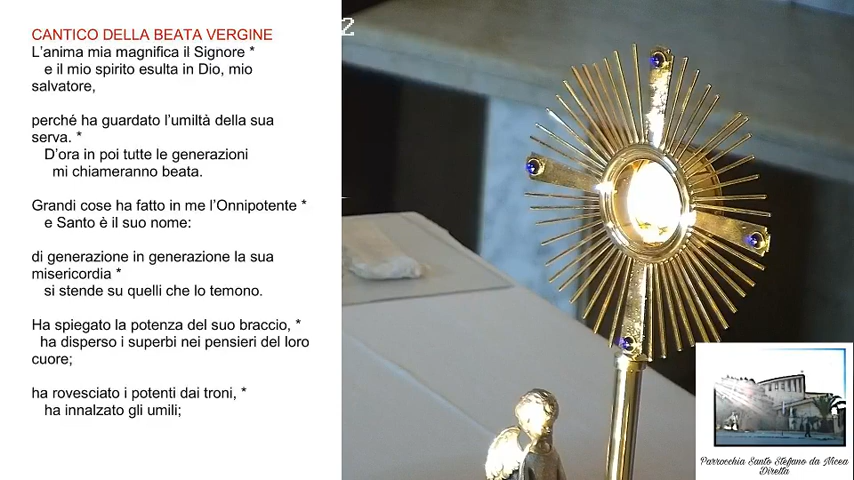 CANTICO DELLA BEATA VERGINE
L'anima mia magnifica il Signore *
e il mio spirito esulta in Dio, mio
salvatore,
perché ha guardato l'umiltà della sua
serva. *
D'ora in poi tutte le generazioni
mi chiameranno beata.
Grandi cose ha fatto in me l'Onnipotente *
e Santo è il suo nome:
di generazione in generazione la sua
misericordia *
si stende su quelli che lo temono.
Ha spiegato la potenza del suo braccio, *
ha disperso i superbi nei pensieri del loro
cuore;
ha rovesciato i potenti dai troni, *
ha innalzato gli umili;
2
Parrocchia Santo Stefano da Nicea
Diretta